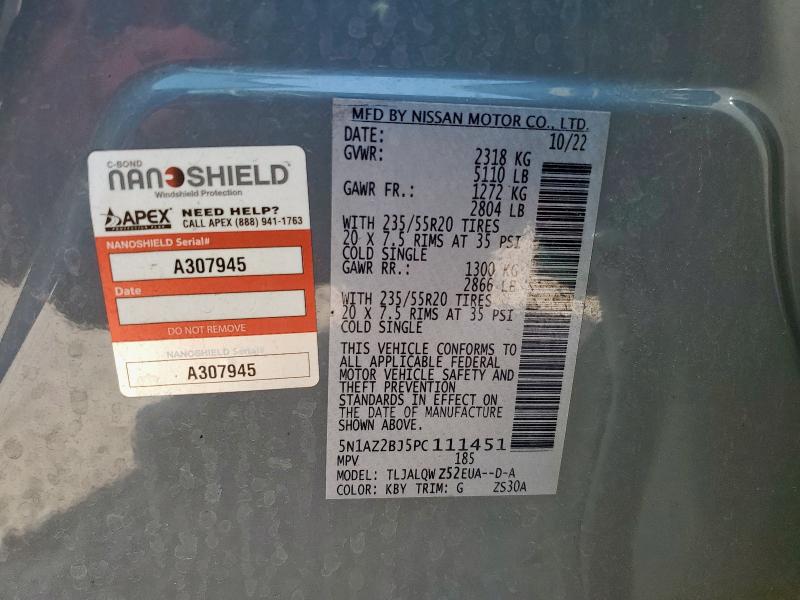 C-BOND
NANOSHIELD™
Windshield Protection
APEX
NEED HELP?
CALL APEX (888) 941-1763
NANOSHIELD Serial#
A307945
Date
DO NOT REMOVE
NANOSHIELD Serial#
A307945
MFD BY NISSAN MOTOR CO., LTD.
DATE: 10/22
GVWR: 2318 KG
5110 LB
GAWR FR.: 1272 KG
2804 LB
WITH 235/55R20 TIRES
20 X 7.5 RIMS AT 35 PSI
COLD SINGLE
GAWR RR.: 1300 KG
2866 LB
WITH 235/55R20 TIRES
20 X 7.5 RIMS AT 35 PSI
COLD SINGLE
THIS VEHICLE CONFORMS TO
ALL APPLICABLE FEDERAL
MOTOR VEHICLE SAFETY AND
THEFT PREVENTION
STANDARDS IN EFFECT ON
THE DATE OF MANUFACTURE
SHOWN ABOVE.
5N1AZ2BJ5PC111451
MPV 185
MODEL: TLJALQWZ52EUA--D-A
COLOR: KBY TRIM: G ZS30A